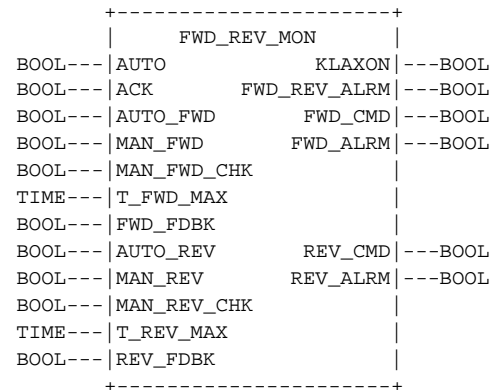 +----------------------+
|    FWD_REV_MON       |
BOOL---|AUTO           KLAXON|---BOOL
BOOL---|ACK      FWD_REV_ALRM|---BOOL
BOOL---|AUTO_FWD      FWD_CMD|---BOOL
BOOL---|MAN_FWD      FWD_ALRM|---BOOL
BOOL---|MAN_FWD_CHK          |
TIME---|T_FWD_MAX            |
BOOL---|FWD_FDBK             |
BOOL---|AUTO_REV      REV_CMD|---BOOL
BOOL---|MAN_REV      REV_ALRM|---BOOL
BOOL---|MAN_REV_CHK          |
TIME---|T_REV_MAX            |
BOOL---|REV_FDBK             |
+----------------------+